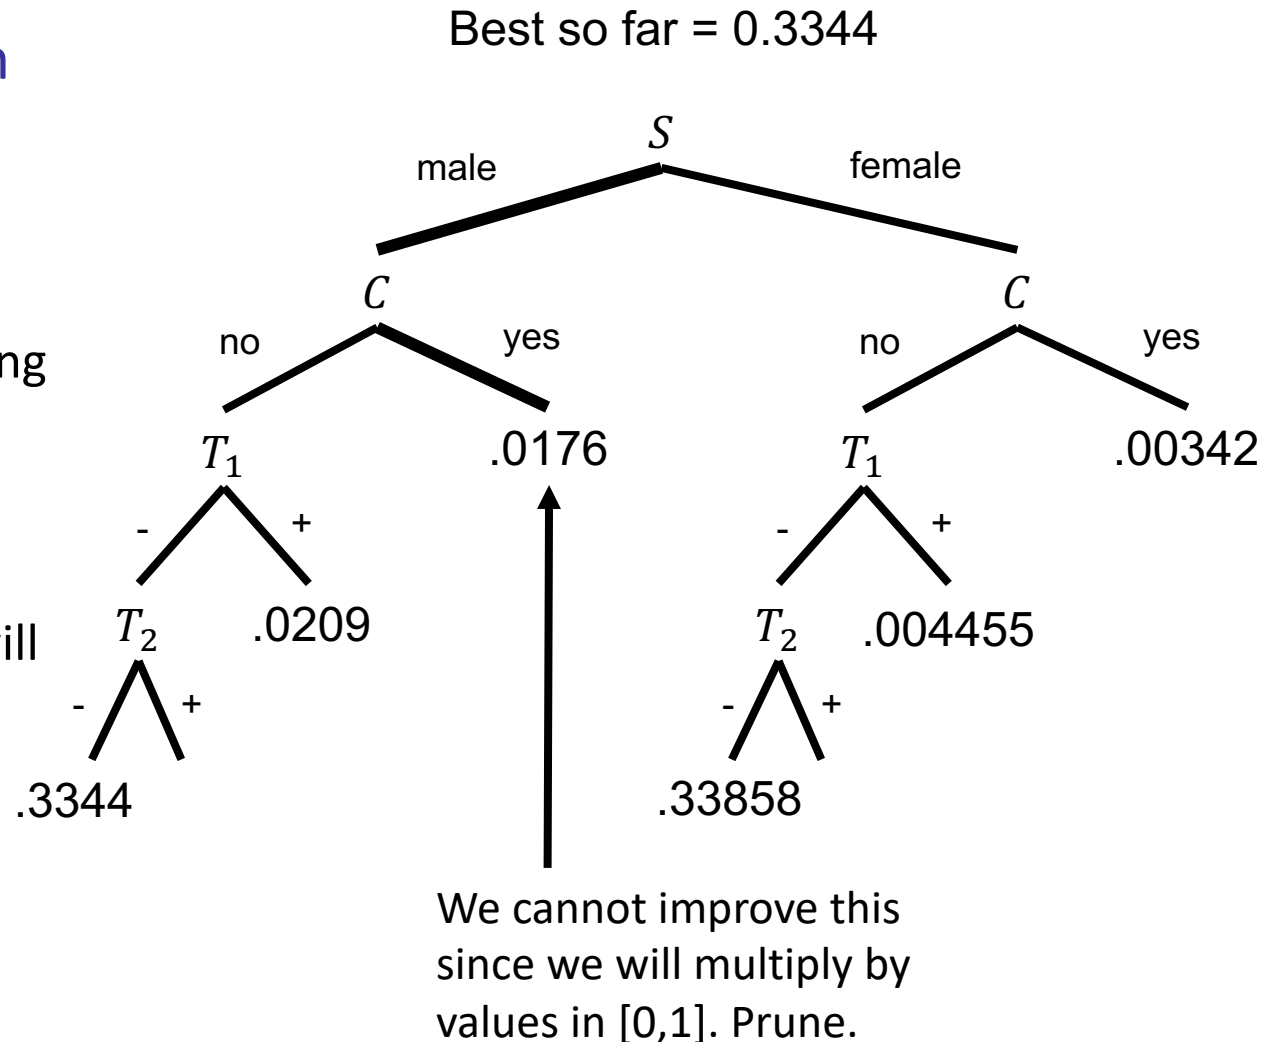 Best so far = 0.3344
S
male female
C C
no yes no yes
ng
T₁ .0176 T₁ .00342
- + - +
T₂ .0209 T₂ .004455
- + - +
.3344 .33858
We cannot improve this
since we will multiply by
values in [0,1]. Prune.